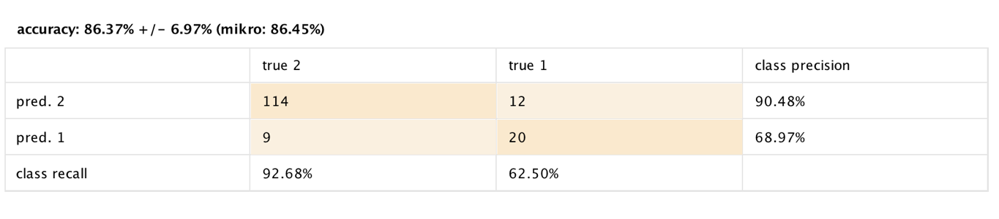 accuracy: 86.37% +/- 6.97% (mikro: 86.45%)
true 2 true 1 class precision
pred. 2 114 12 90.48%
pred. 1 9 20 68.97%
class recall 92.68% 62.50%